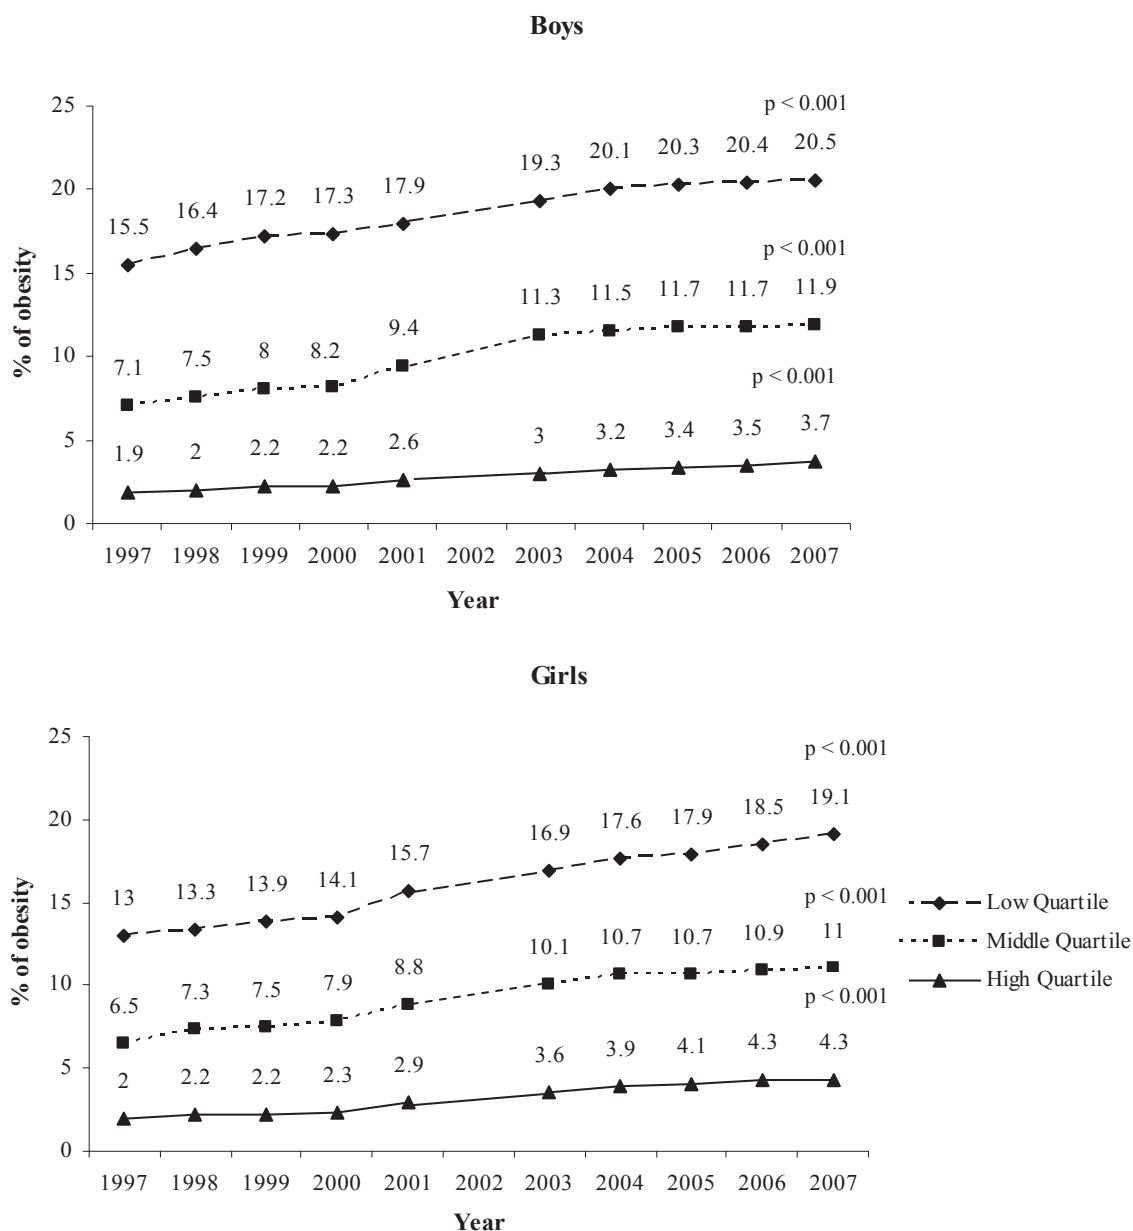 Boys
25
20
15
10
5
0
% of obesity
p < 0.001
15.5 16.4 17.2 17.3 17.9 19.3 20.1 20.3 20.4 20.5
p < 0.001
7.1 7.5 8 8.2 9.4 11.3 11.5 11.7 11.7 11.9
p < 0.001
1.9 2 2.2 2.2 2.6 3 3.2 3.4 3.5 3.7
1997 1998 1999 2000 2001 2002 2003 2004 2005 2006 2007
Year
Girls
25
20
15
10
5
0
% of obesity
p < 0.001
13 13.3 13.9 14.1 15.7 16.9 17.6 17.9 18.5 19.1
p < 0.001
6.5 7.3 7.5 7.9 8.8 10.1 10.7 10.7 10.9 11
p < 0.001
2 2.2 2.2 2.3 2.9 3.6 3.9 4.1 4.3 4.3
1997 1998 1999 2000 2001 2002 2003 2004 2005 2006 2007
Year
Low Quartile
Middle Quartile
High Quartile